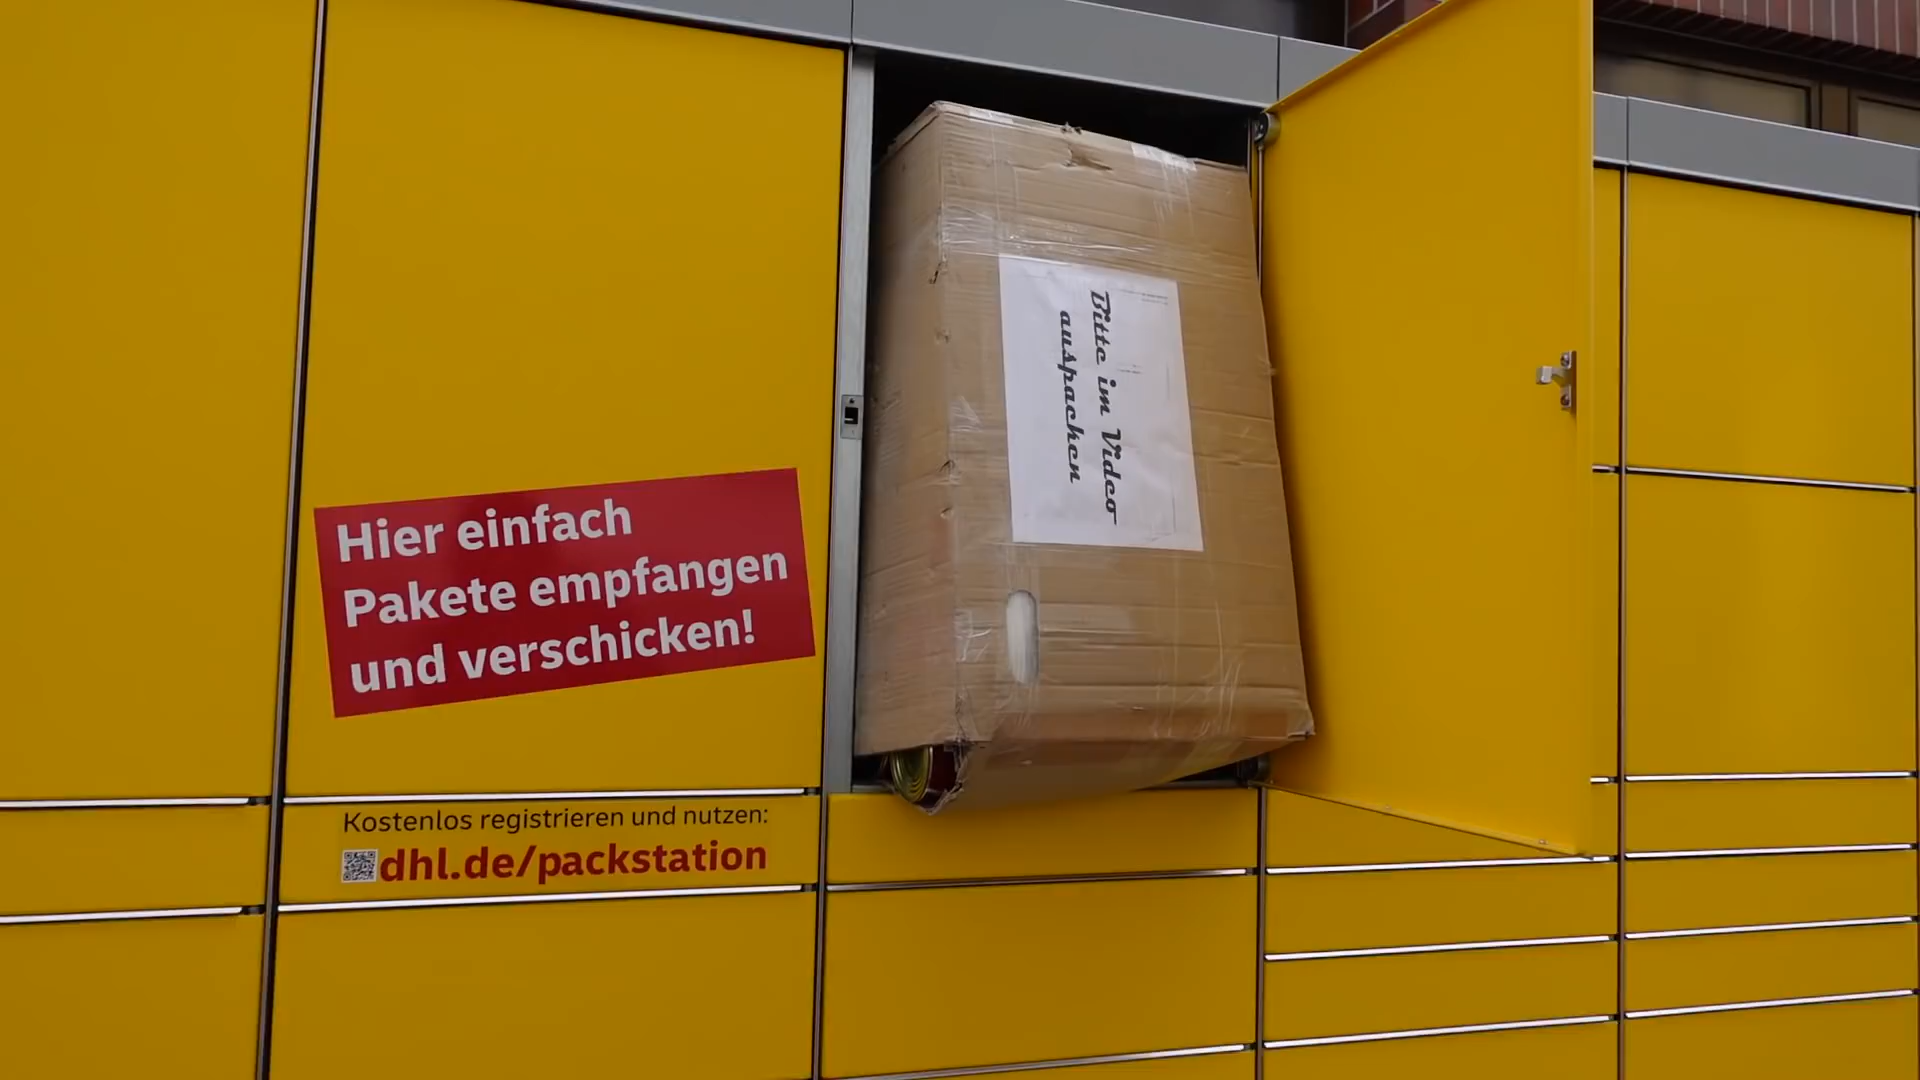 Hier einfach
Pakete empfangen
und verschicken!
Kostenlos registrieren und nutzen:
dhl.de/packstation
Bitte im Video
auspacken